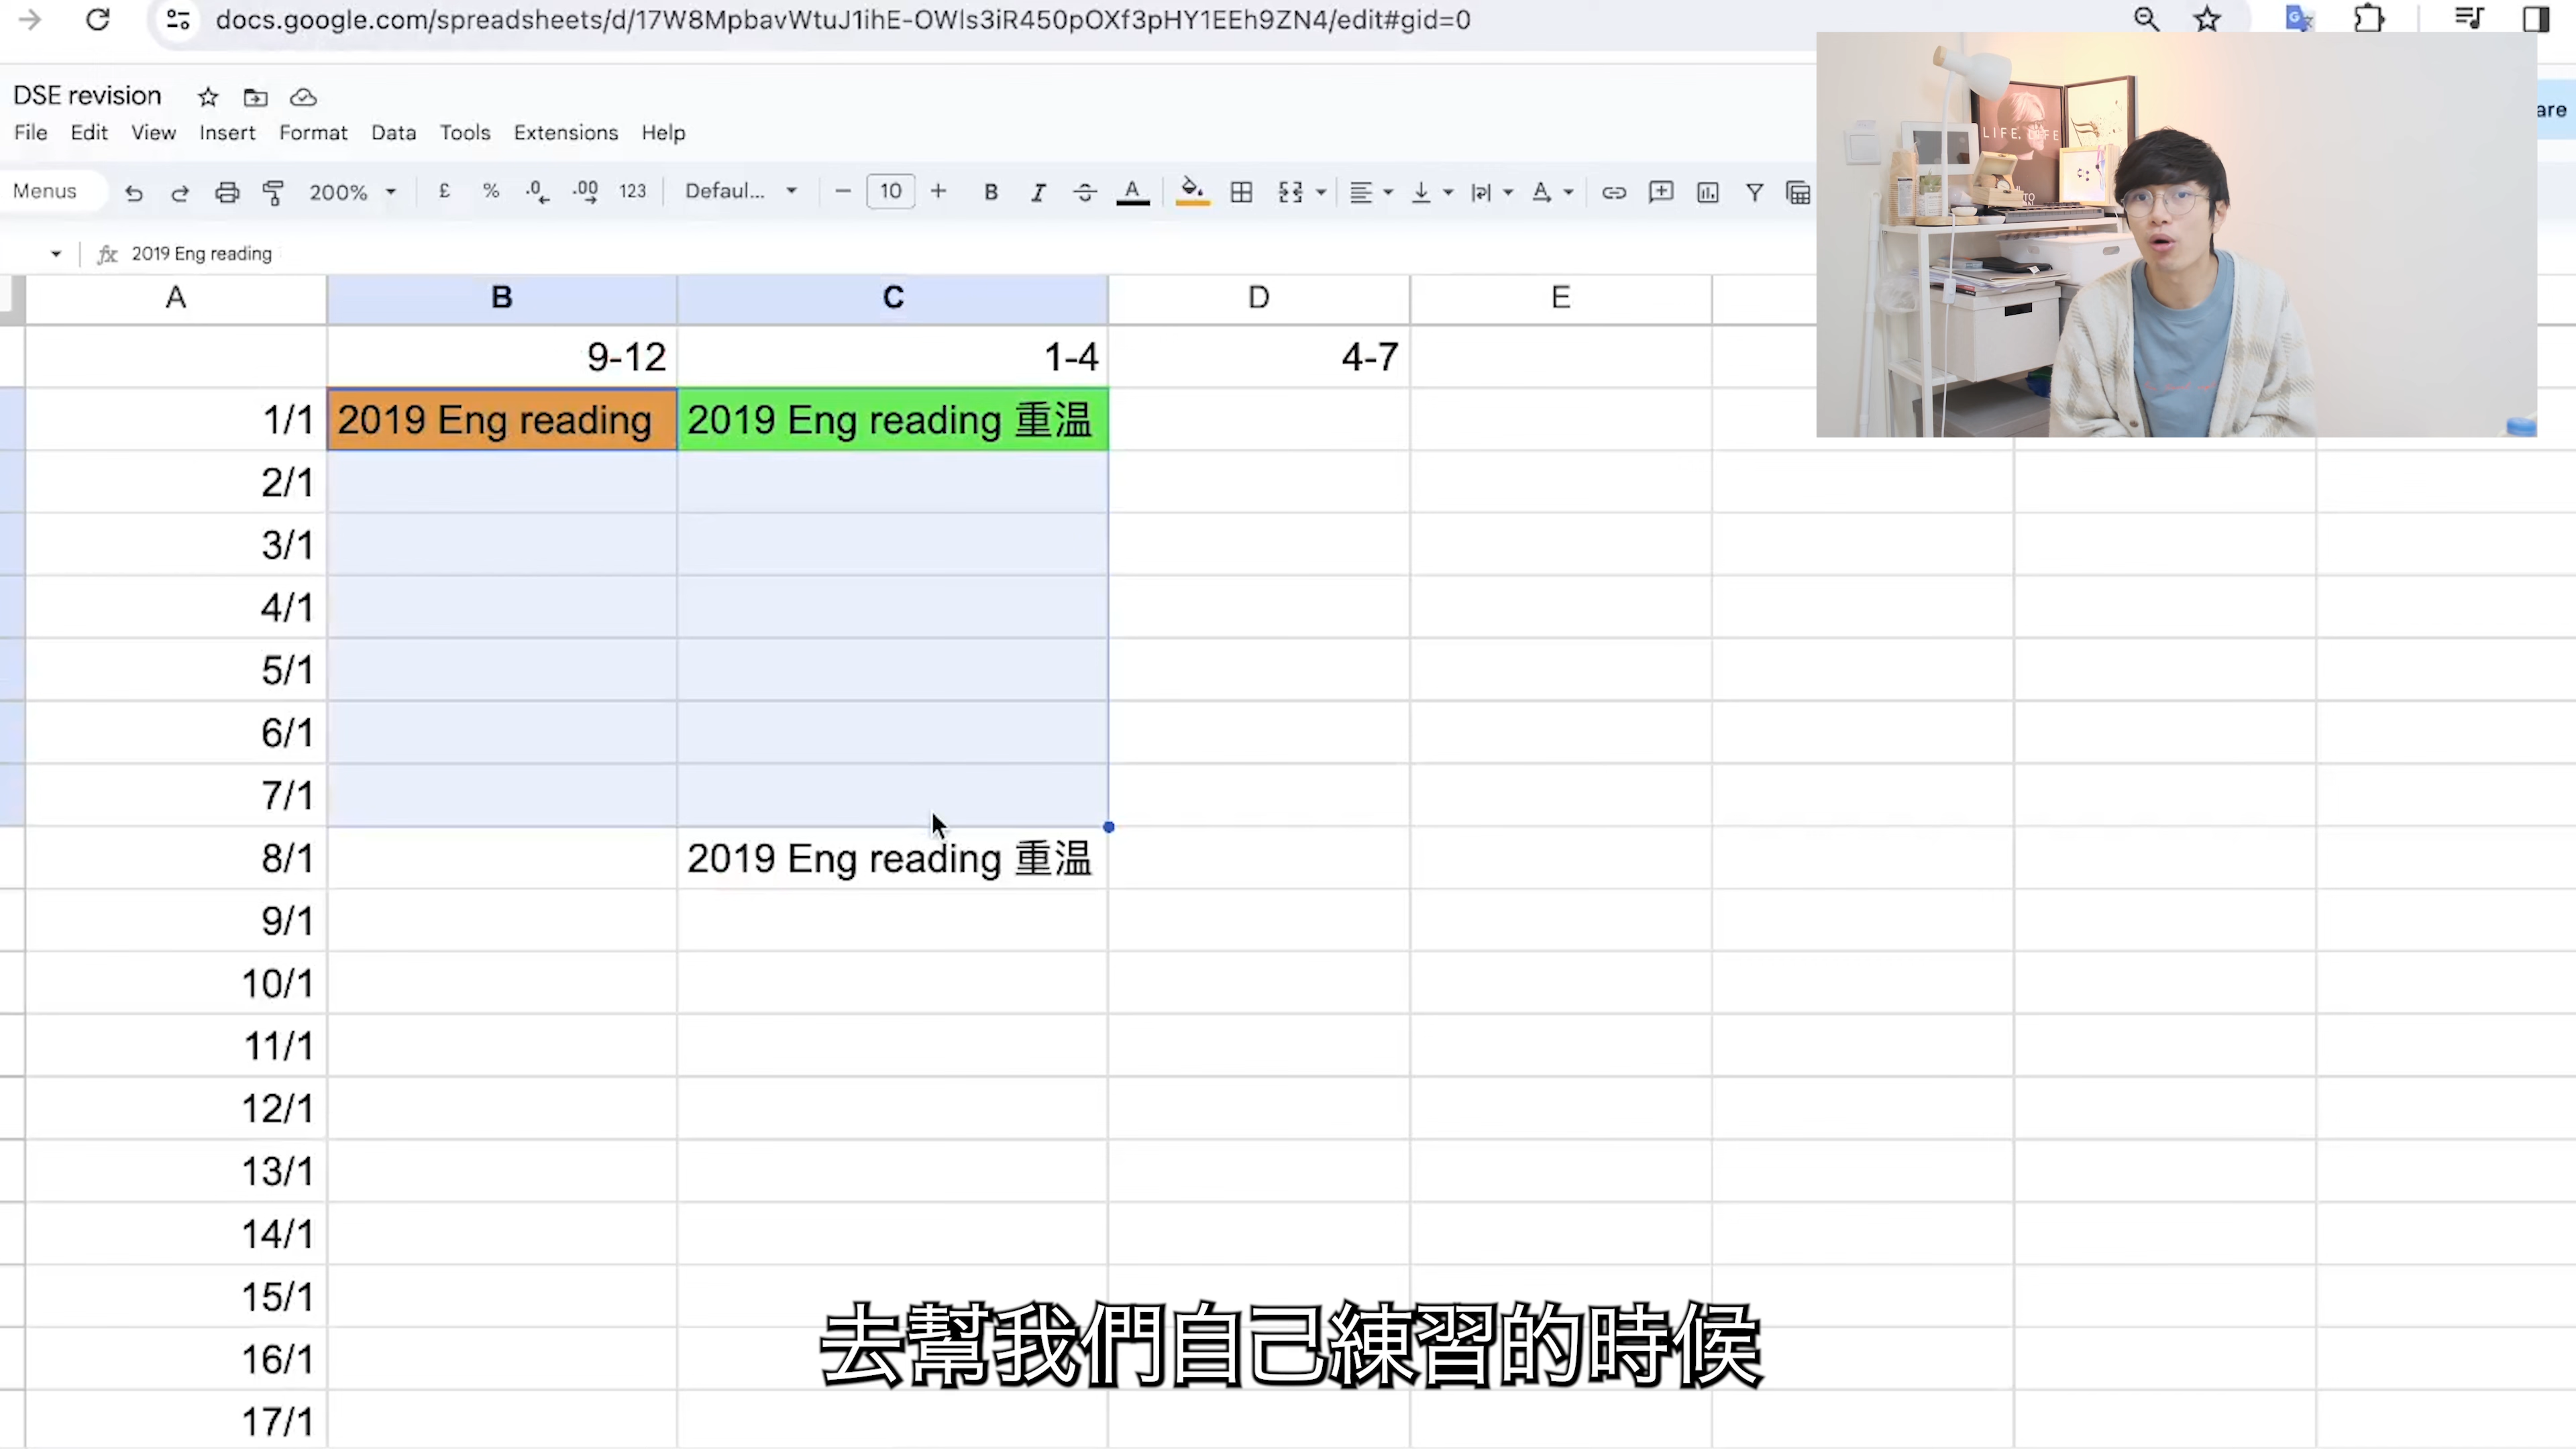 docs.google.com/spreadsheets/d/17W8MpbavWtuJ1ihE-OWls3iR450pOXf3pHY1EEh9ZN4/edit#gid=0
DSE revision
are
File Edit View Insert Format Data Tools Extensions Help
Menus 200% £ % .0 .00 123 Defaul... 10 B I A
fx 2019 Eng reading
LIFE, LIFE
A B C D E
9-12 1-4 4-7
1/1 2019 Eng reading 2019 Eng reading 重温
2/1
3/1
4/1
5/1
6/1
7/1
8/1 2019 Eng reading 重温
9/1
10/1
11/1
12/1
13/1
14/1
15/1
16/1
17/1
去幫我們自己練習的時候